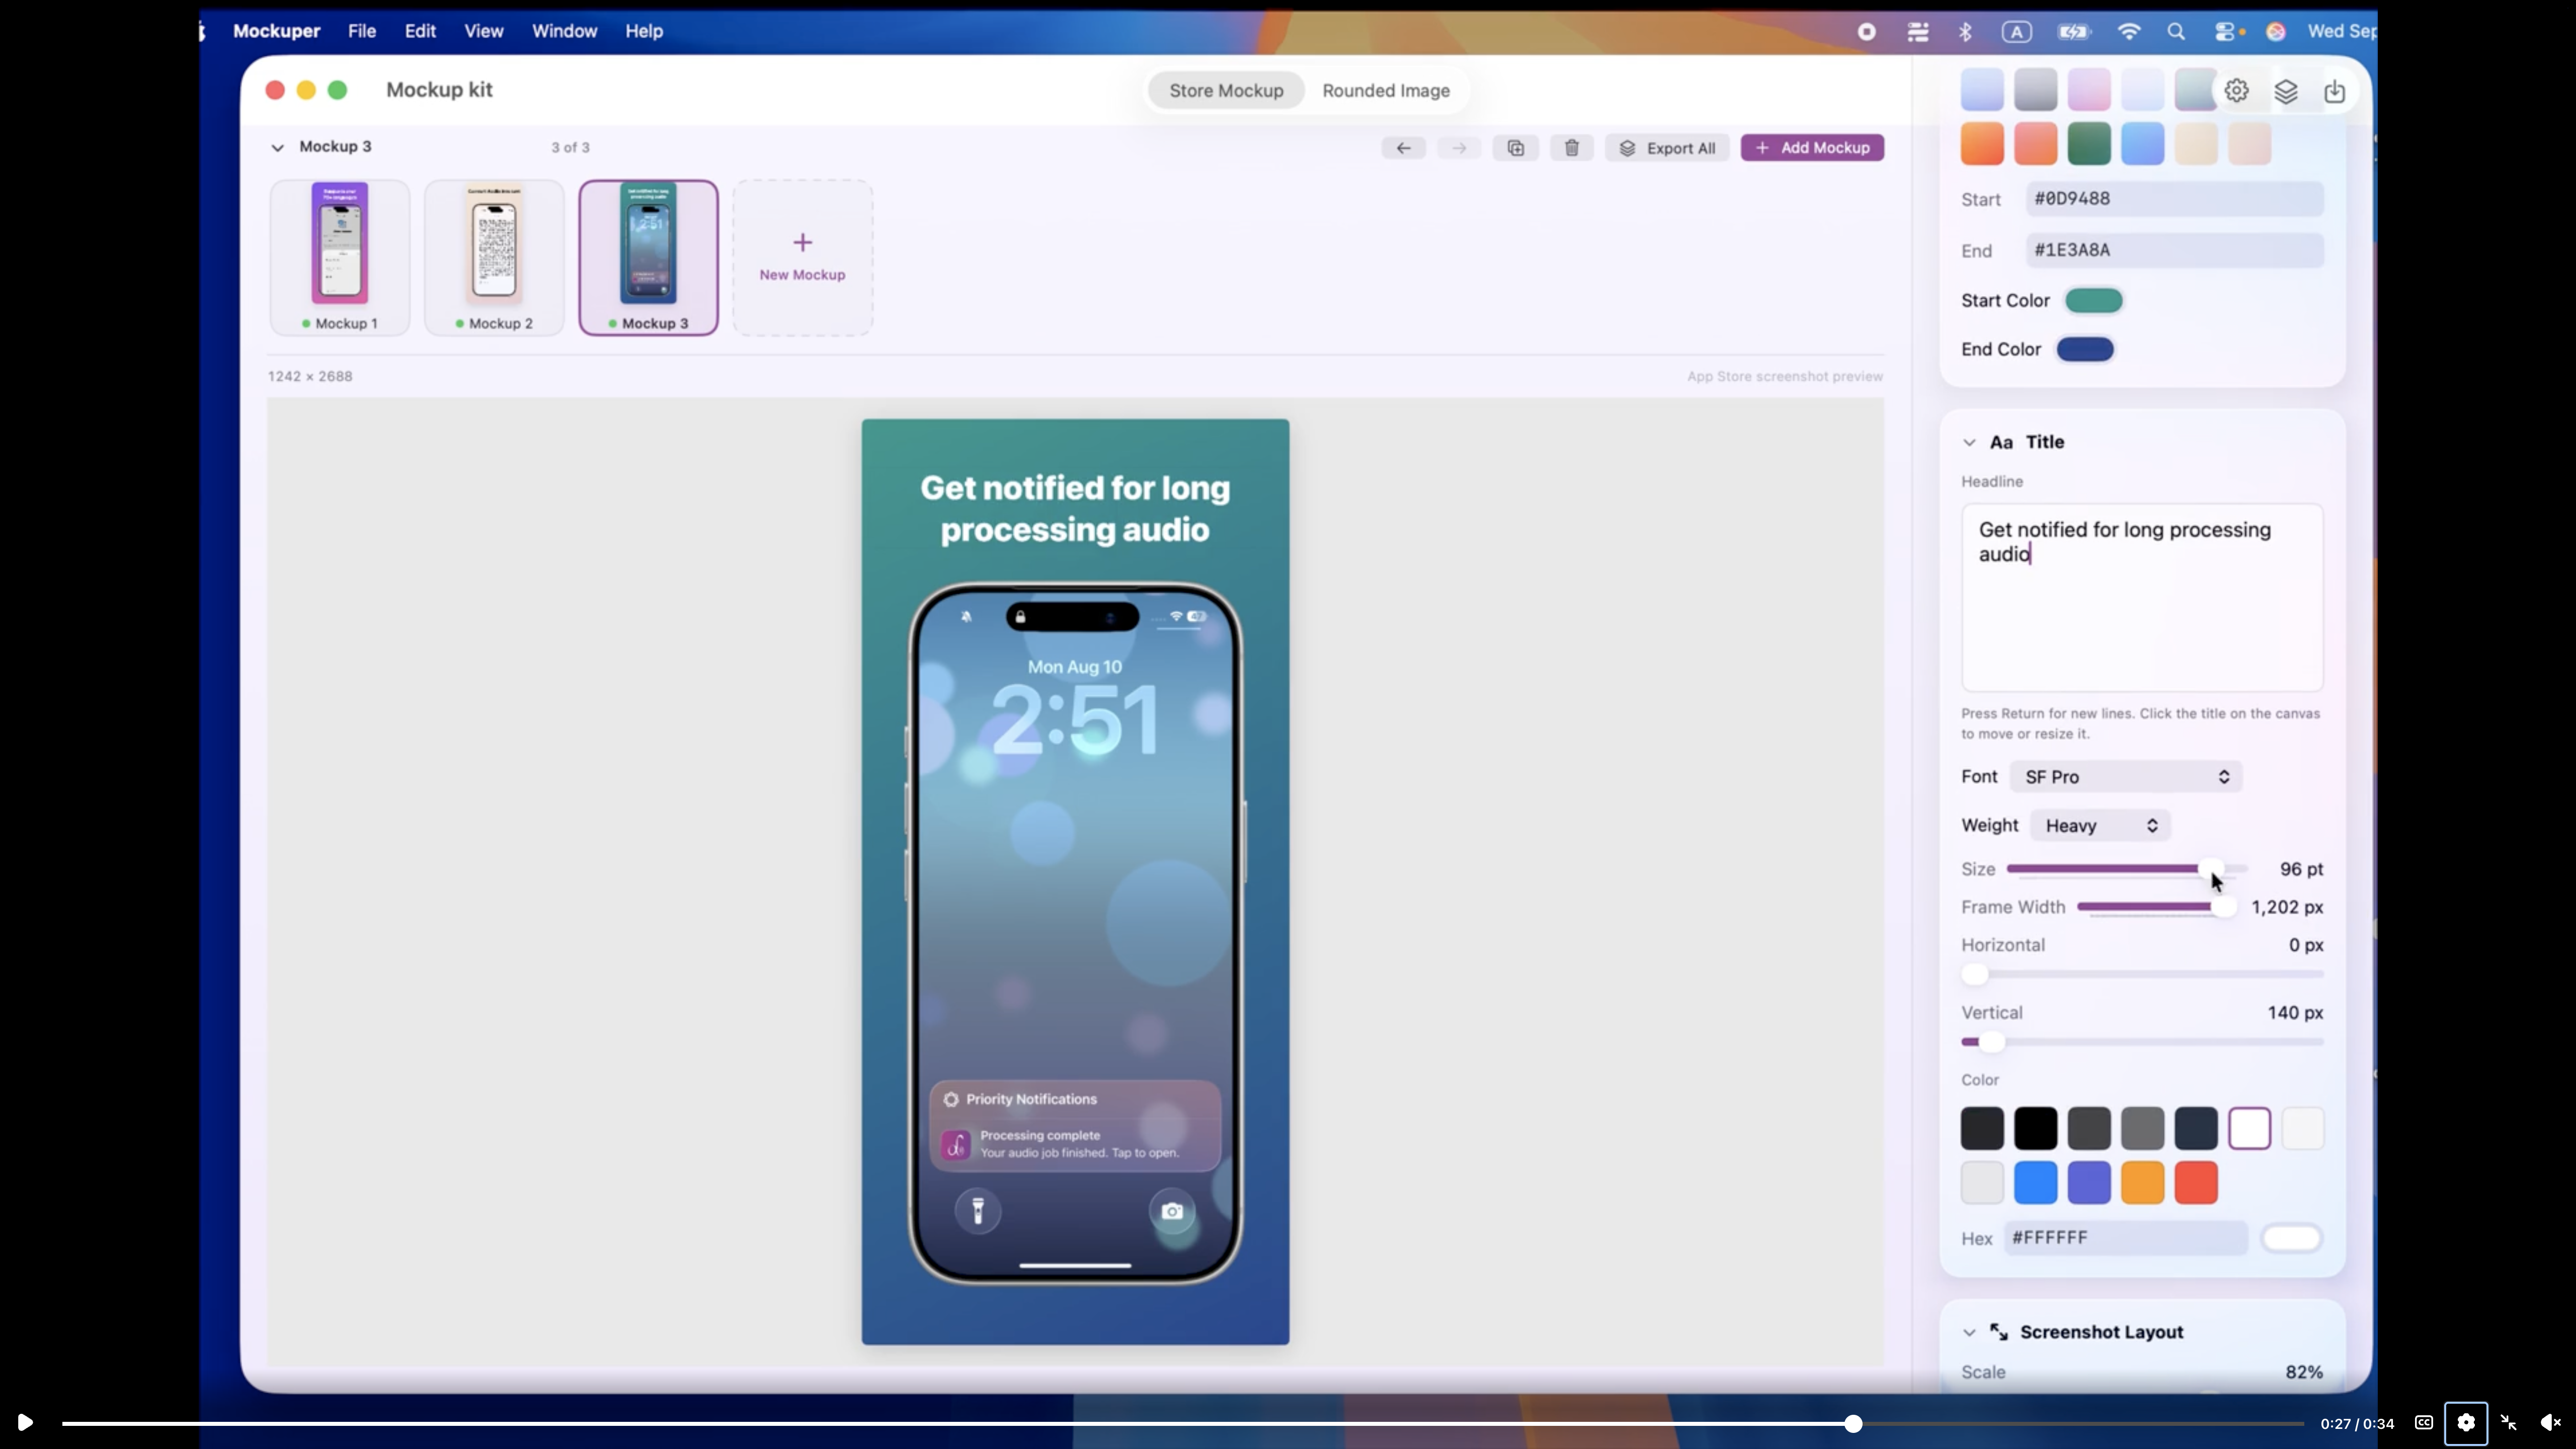 Mockuper File Edit View Window Help
A
Wed Sep
Mockup kit
Store Mockup
Rounded Image
Mockup 3
3 of 3
Export All
+ Add Mockup
Mockup 1
Mockup 2
Mockup 3
+
New Mockup
1242 × 2688
App Store screenshot preview
Get notified for long
processing audio
Mon Aug 10
2:51
Priority Notifications
Processing complete
Your audio job finished. Tap to open.
Start #0D9488
End #1E3A8A
Start Color
End Color
Aa Title
Headline
Get notified for long processing
audio
Press Return for new lines. Click the title on the canvas
to move or resize it.
Font SF Pro
Weight Heavy
Size 96 pt
Frame Width 1,202 px
Horizontal 0 px
Vertical 140 px
Color
Hex #FFFFFF
Screenshot Layout
Scale 82%
0:27 / 0:34
CC